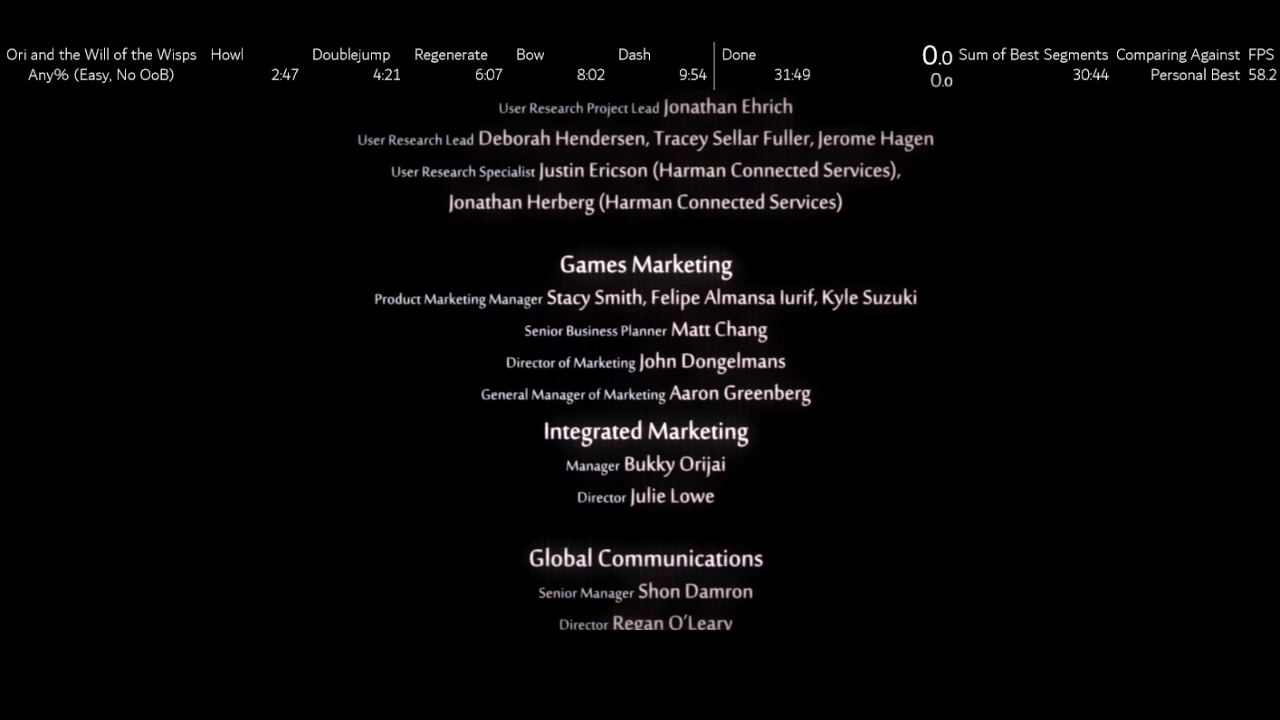 Ori and the Will of the Wisps Howl Doublejump Regenerate Bow Dash Done 0.0 Sum of Best Segments Comparing Against FPS
Any% (Easy, No OoB) 2:47 4:21 6:07 8:02 9:54 31:49 0.0 30:44 Personal Best 58.2
User Research Project Lead Jonathan Ehrich
User Research Lead Deborah Hendersen, Tracey Sellar Fuller, Jerome Hagen
User Research Specialist Justin Ericson (Harman Connected Services),
Jonathan Herberg (Harman Connected Services)
Games Marketing
Product Marketing Manager Stacy Smith, Felipe Almansa Iurif, Kyle Suzuki
Senior Business Planner Matt Chang
Director of Marketing John Dongelmans
General Manager of Marketing Aaron Greenberg
Integrated Marketing
Manager Bukky Orijai
Director Julie Lowe
Global Communications
Senior Manager Shon Damron
Director Regan O'Leary